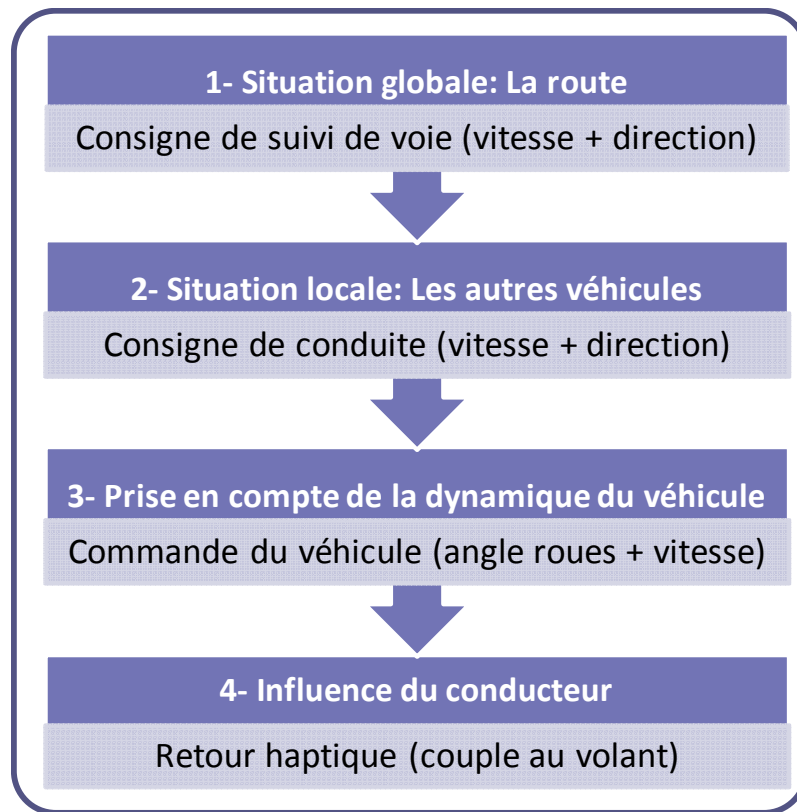 1- Situation globale: La route
Consigne de suivi de voie (vitesse + direction)
2- Situation locale: Les autres véhicules
Consigne de conduite (vitesse + direction)
3- Prise en compte de la dynamique du véhicule
Commande du véhicule (angle roues + vitesse)
4- Influence du conducteur
Retour haptique (couple au volant)